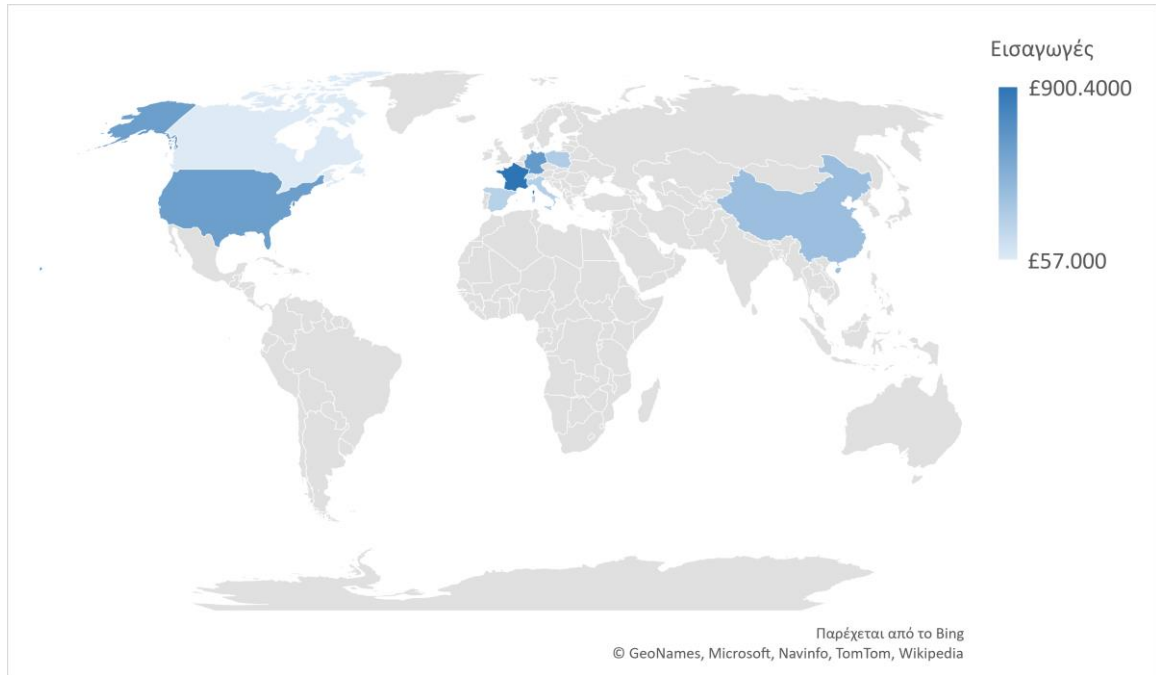 Εισαγωγές
£900.4000
£57.000
Παρέχεται από το Bing
© GeoNames, Microsoft, Navinfo, TomTom, Wikipedia